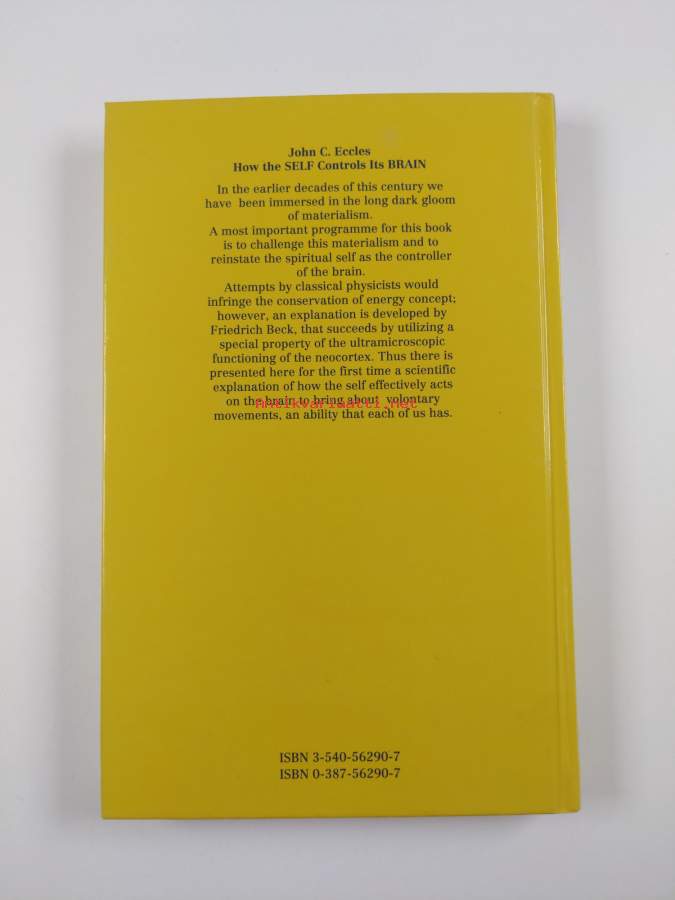 John C. Eccles
How the SELF Controls Its BRAIN
In the earlier decades of this century we
have been immersed in the long dark gloom
of materialism.
A most important programme for this book
is to challenge this materialism and to
reinstate the spiritual self as the controller
of the brain.
Attempts by classical physicists would
infringe the conservation of energy concept;
however, an explanation is developed by
Friedrich Beck, that succeeds by utilizing a
special property of the ultramicroscopic
functioning of the neocortex. Thus there is
presented here for the first time a scientific
explanation of how the self effectively acts
on the brain to bring about volontary
Antikvariaatti.net
movements, an ability that each of us has.
ISBN 3-540-56290-7
ISBN 0-387-56290-7